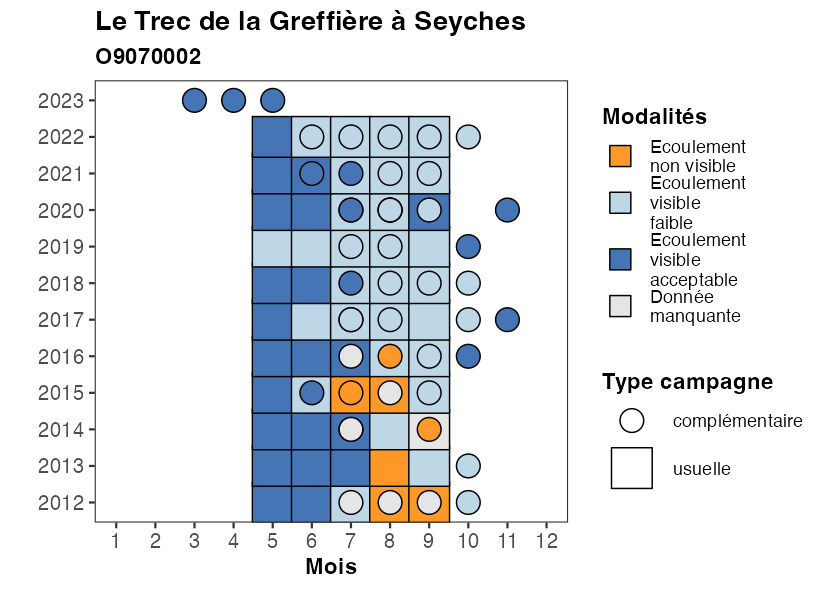 Le Trec de la Greffière à Seyches
O9070002
2023
2022
2021
2020
2019
2018
2017
2016
2015
2014
2013
2012
1 2 3 4 5 6 7 8 9 10 11 12
Mois
Modalités
Ecoulement
non visible
Ecoulement
visible
faible
Ecoulement
visible
acceptable
Donnée
manquante
Type campagne
complémentaire
usuelle